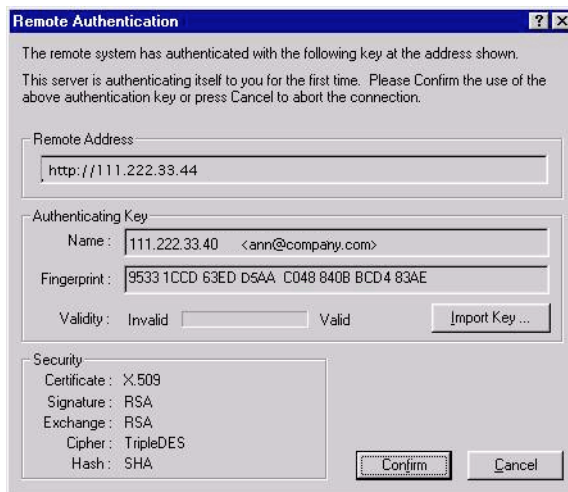 Remote Authentication
The remote system has authenticated with the following key at the address shown.
This server is authenticating itself to you for the first time. Please Confirm the use of the
above authentication key or press Cancel to abort the connection.
Remote Address
http://111.222.33.44
Authenticating Key
Name : 111.222.33.40 <ann@company.com>
Fingerprint : 9533 1CCD 63ED D5AA C048 840B BCD4 83AE
Validity : Invalid Valid Import Key ...
Security
Certificate : X.509
Signature : RSA
Exchange : RSA
Cipher : TripleDES
Hash : SHA
Confirm Cancel